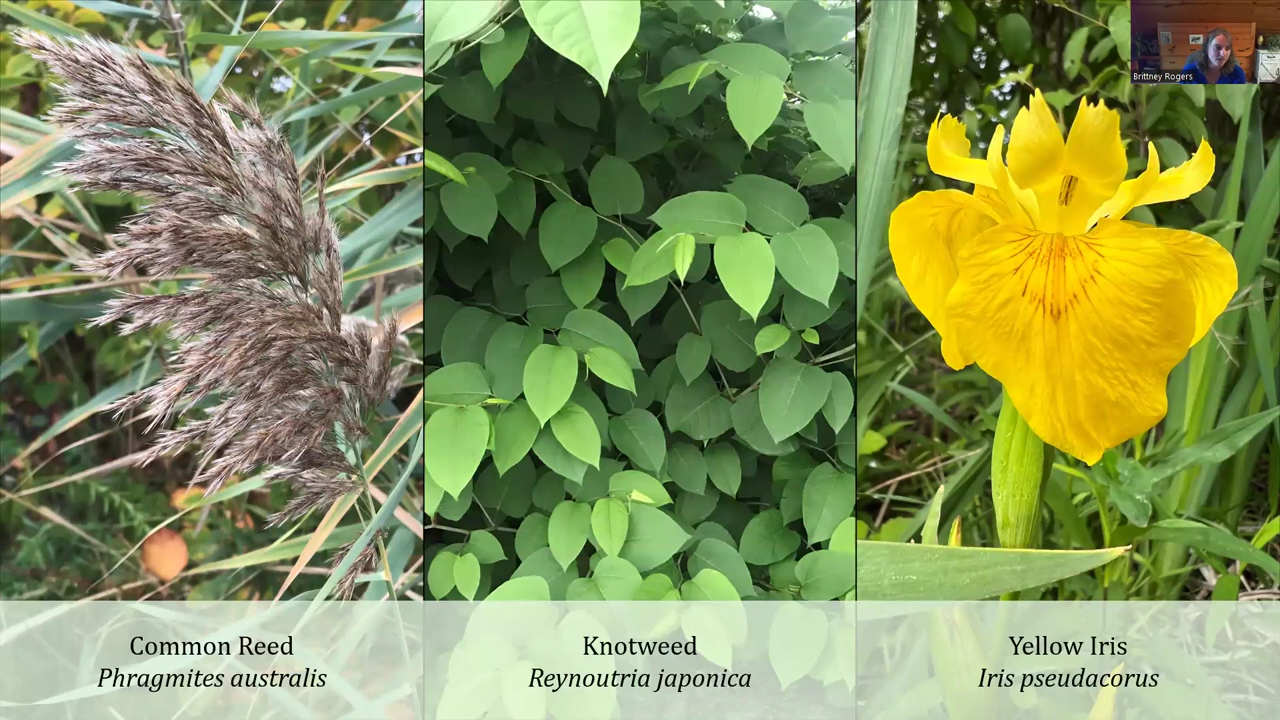 Brittney Rogers
Common Reed
Phragmites australis
Knotweed
Reynoutria japonica
Yellow Iris
Iris pseudacorus